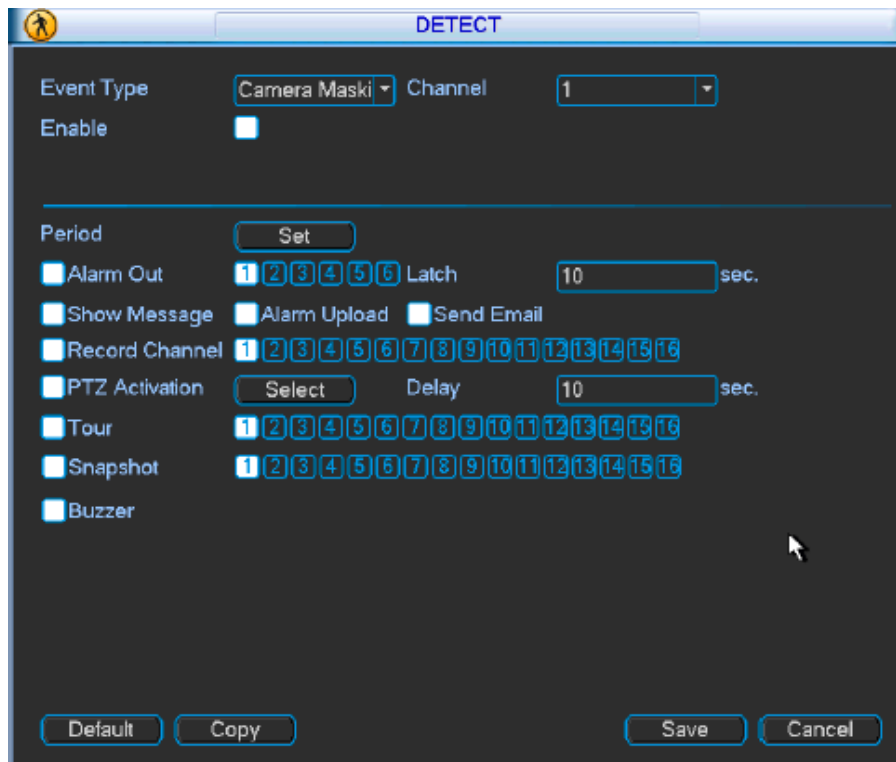 DETECT
Event Type Camera Maski Channel 1
Enable
Period Set
Alarm Out 1 2 3 4 5 6 Latch 10 sec.
Show Message Alarm Upload Send Email
Record Channel 1 2 3 4 5 6 7 8 9 10 11 12 13 14 15 16
PTZ Activation Select Delay 10 sec.
Tour 1 2 3 4 5 6 7 8 9 10 11 12 13 14 15 16
Snapshot 1 2 3 4 5 6 7 8 9 10 11 12 13 14 15 16
Buzzer
Default Copy Save Cancel